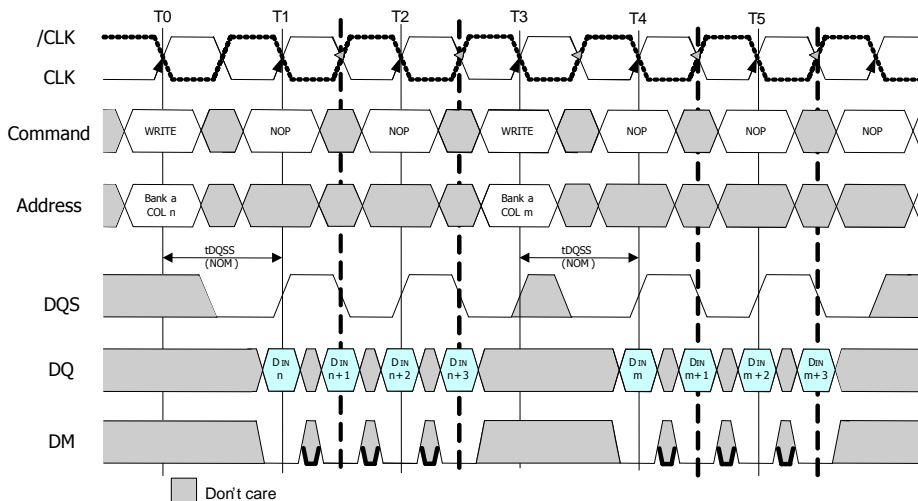 T0 T1 T2 T3 T4 T5
/CLK
CLK
Command WRITE NOP NOP WRITE NOP NOP NOP
Address Bank a COL n Bank a COL m
tDQSS (NOM) tDQSS (NOM)
DQS
DQ DIN n DIN n+1 DIN n+2 DIN n+3 DIN m DIN m+1 DIN m+2 DIN m+3
DM
Don't care